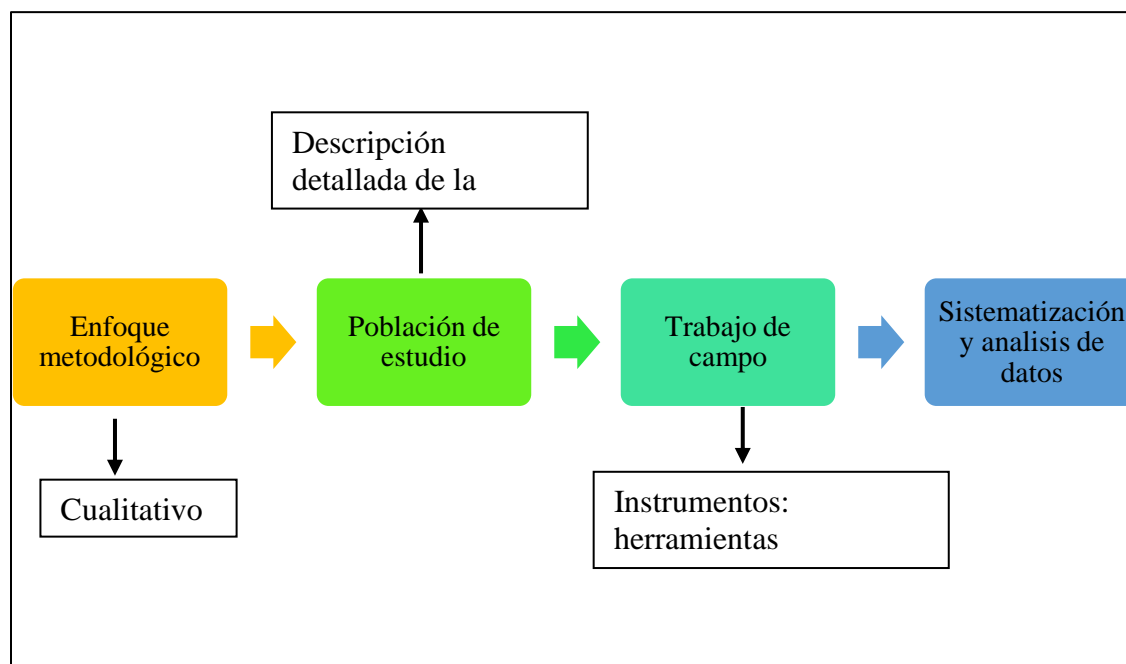 Descripción
detallada de la
Enfoque
metodológico
Población de
estudio
Trabajo de
campo
Sistematización
y analisis de
datos
Cualitativo
Instrumentos:
herramientas